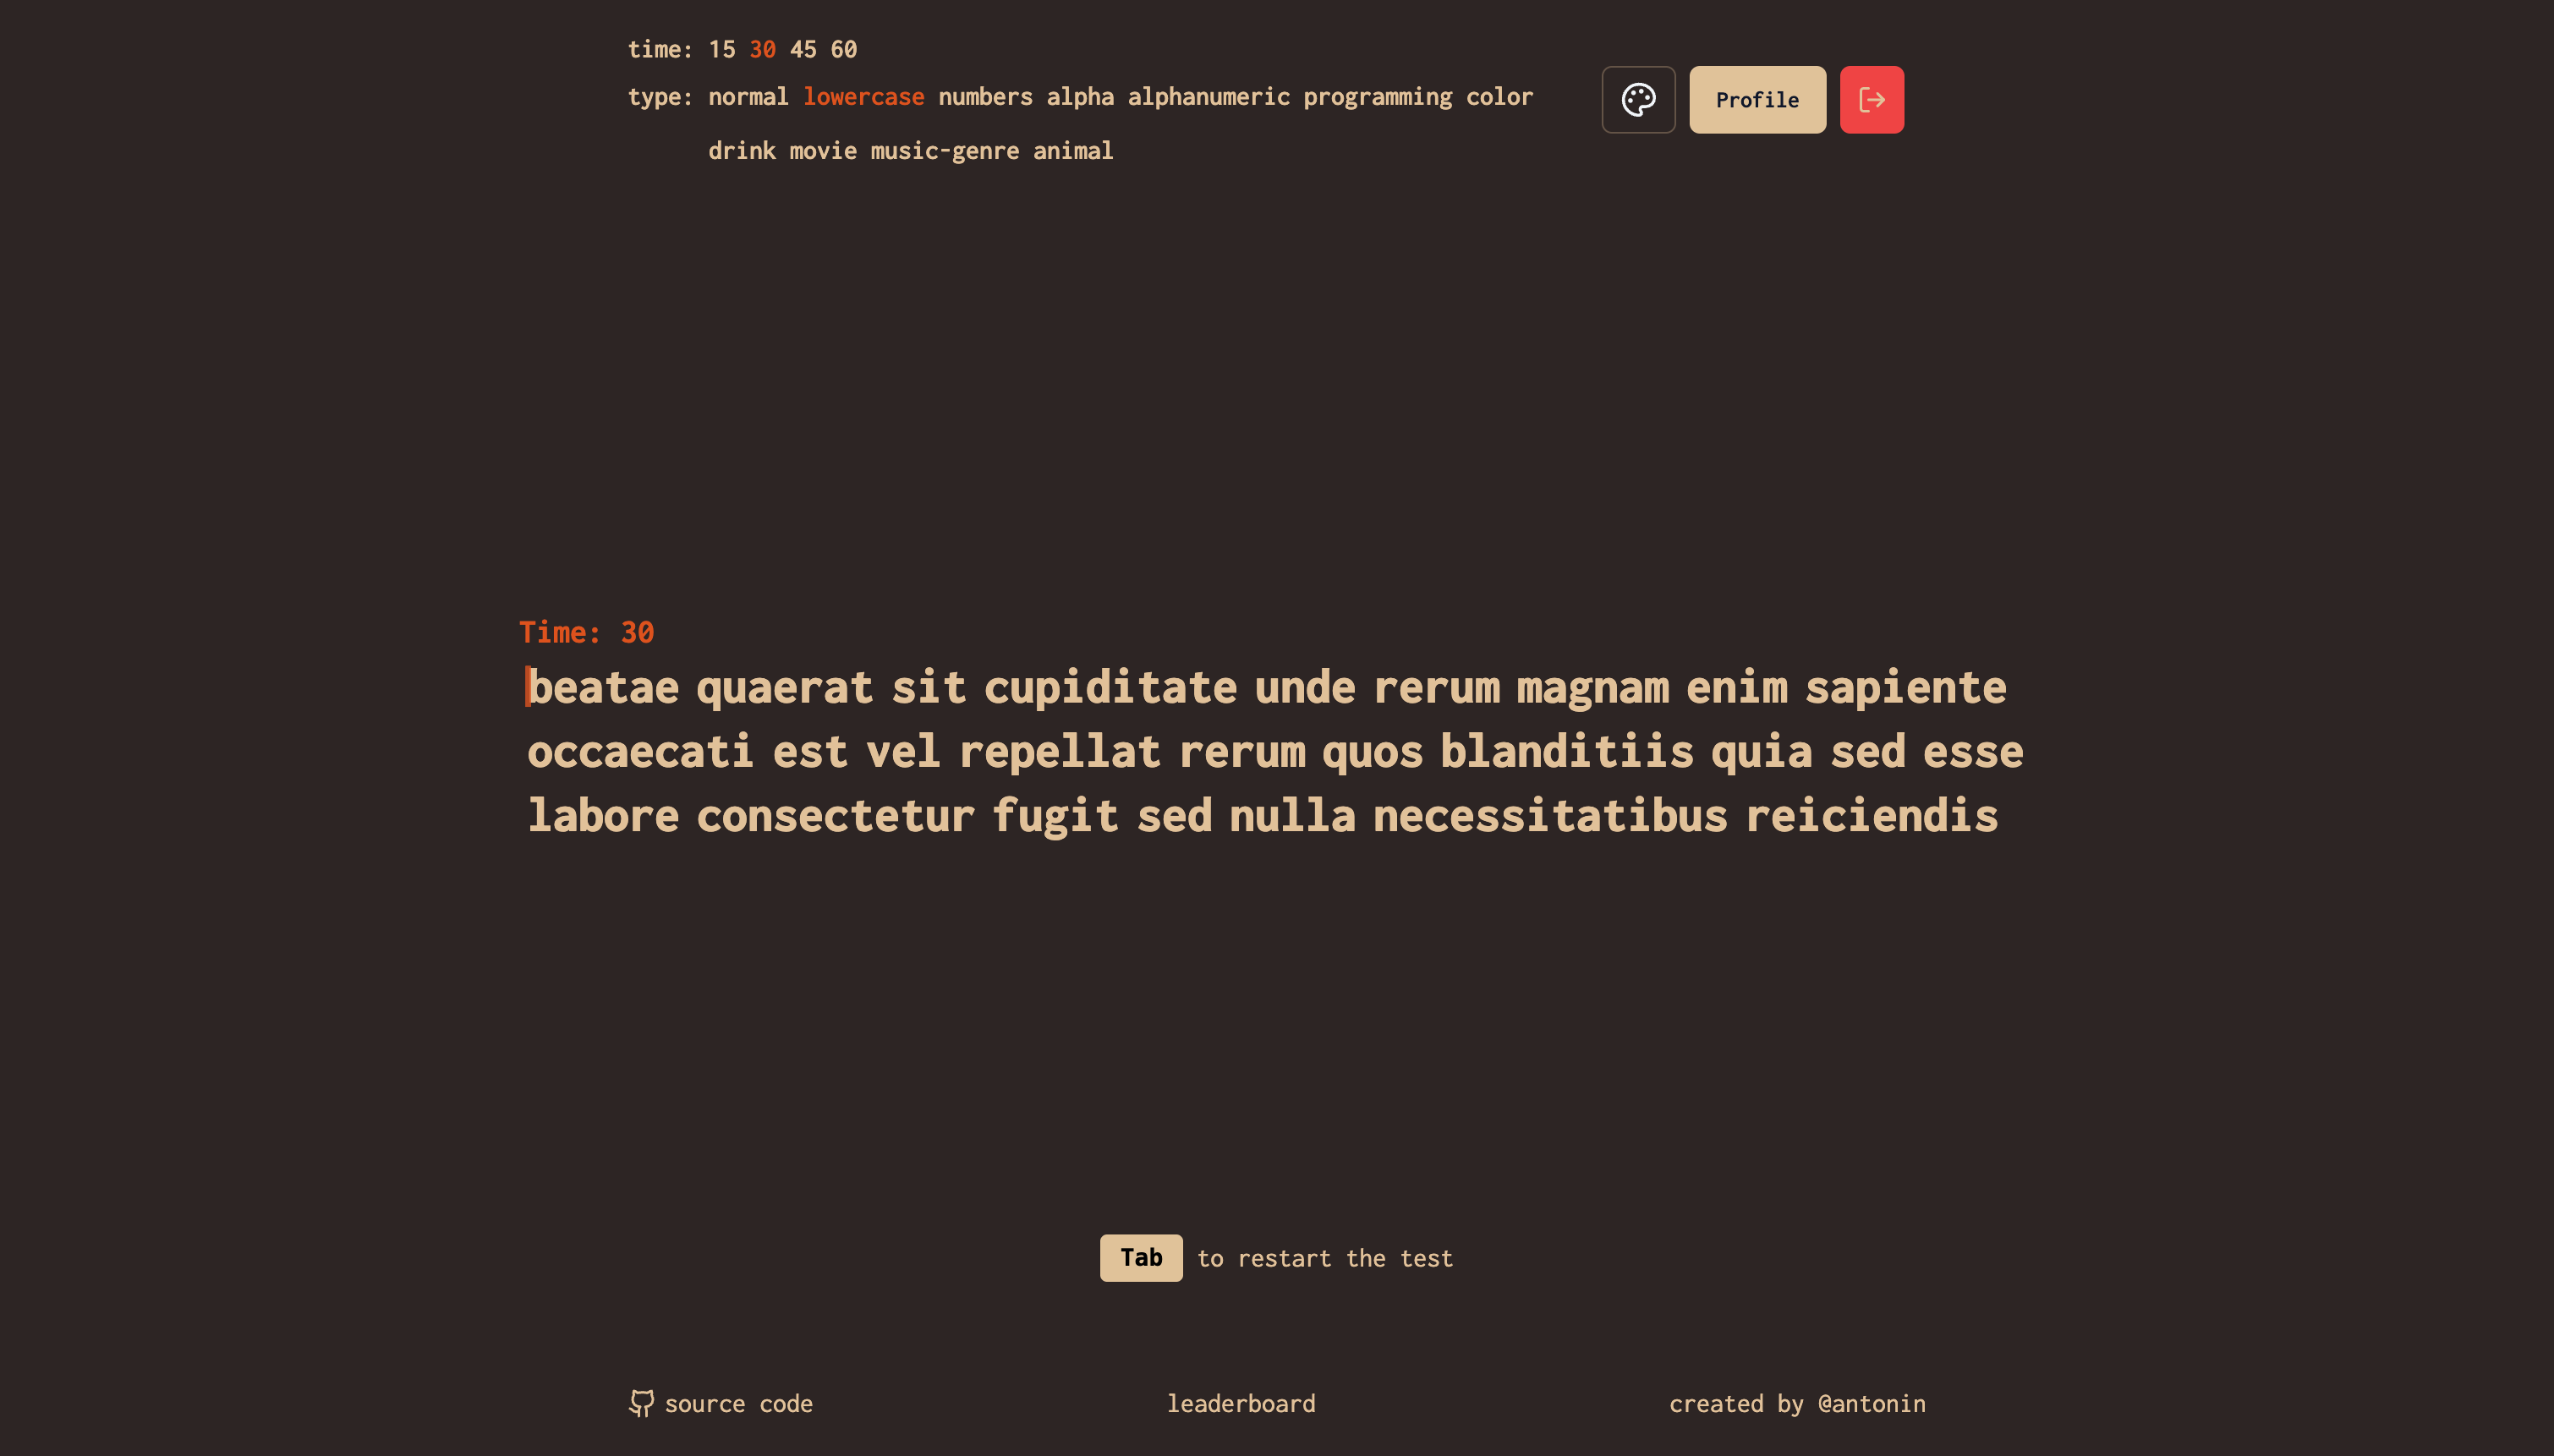 time: 15 30 45 60
type: normal lowercase numbers alpha alphanumeric programming color
drink movie music-genre animal
Profile
Time: 30
beatae quaerat sit cupiditate unde rerum magnam enim sapiente
occaecati est vel repellat rerum quos blanditiis quia sed esse
labore consectetur fugit sed nulla necessitatibus reiciendis
Tab to restart the test
source code
leaderboard
created by @antonin